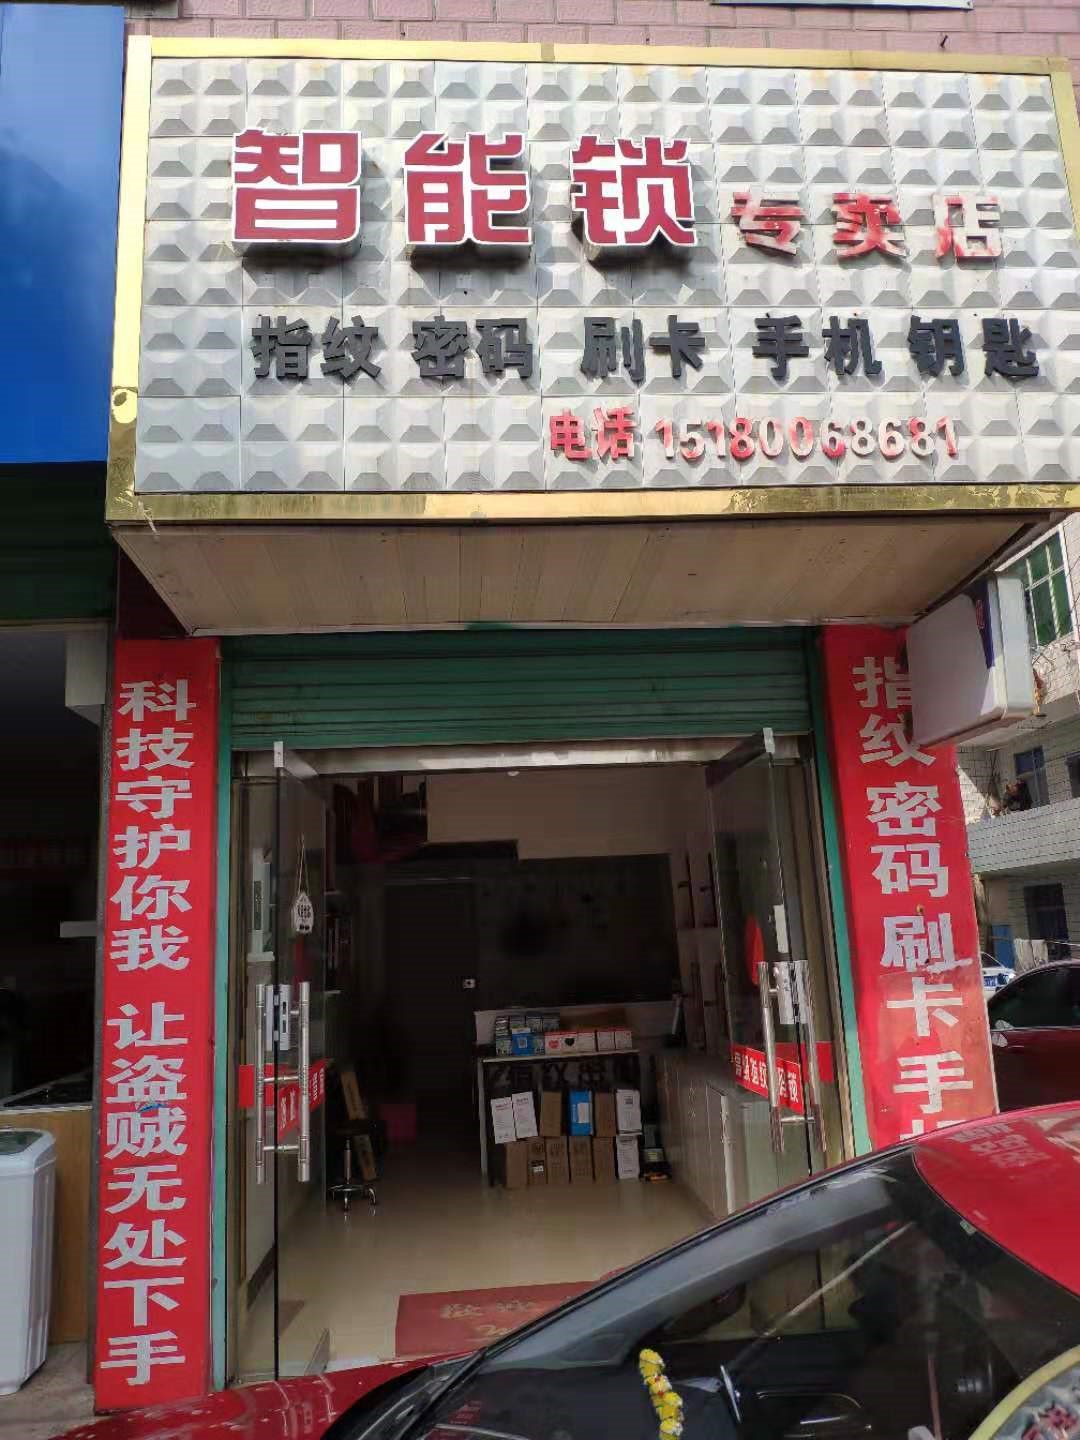 智能锁专卖店
指纹 密码 刷卡 手机 钥匙
电话 15180068681
科技守护你我 让盗贼无处下手
指纹密码刷卡手